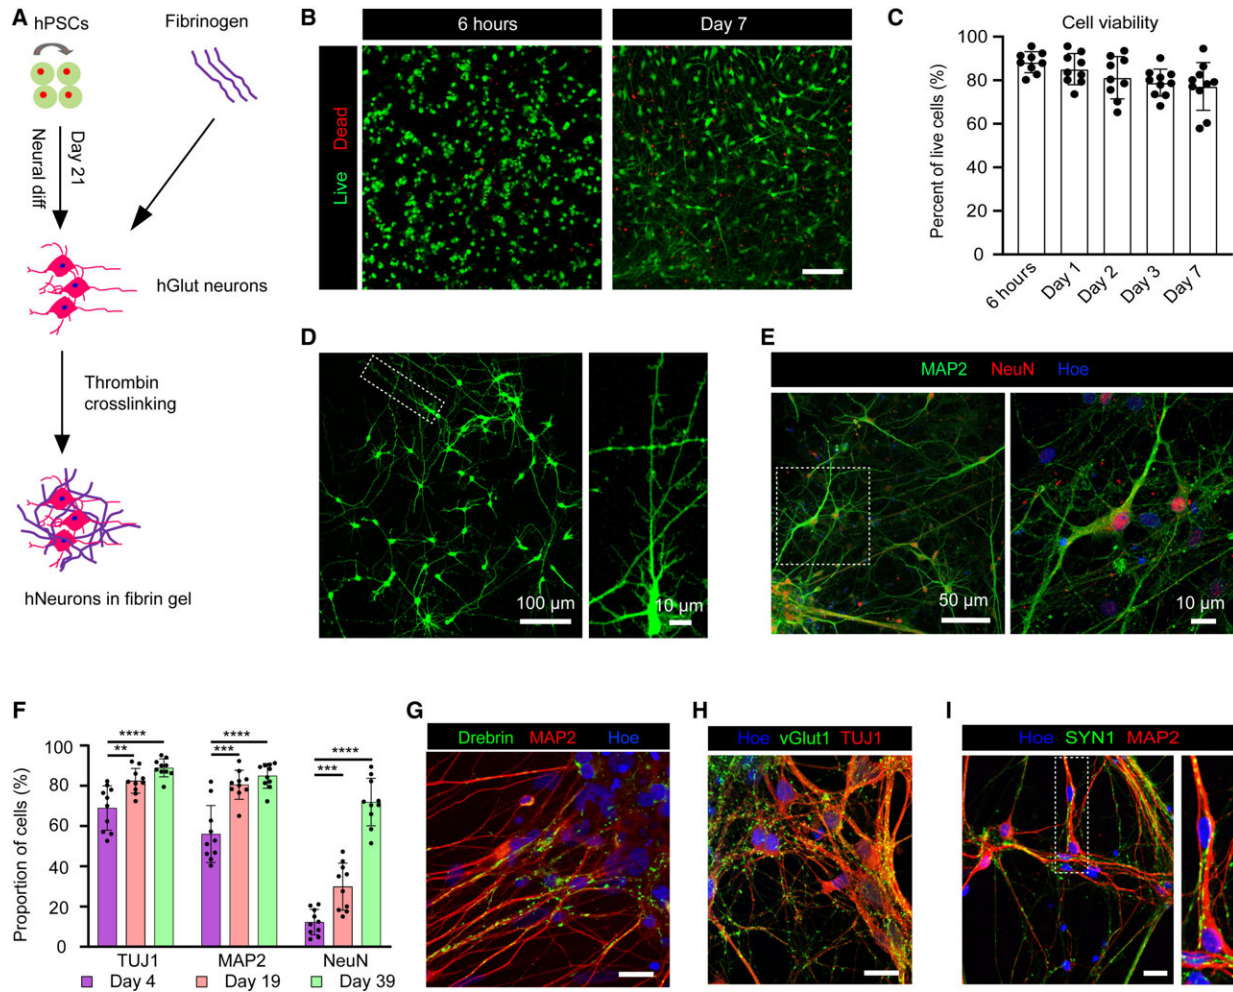 A
hPSCs
Fibrinogen
Day 21
Neural diff
hGlut neurons
Thrombin
crosslinking
hNeurons in fibrin gel
B
6 hours
Day 7
Live Dead
C
Cell viability
Percent of live cells (%)
100
80
60
40
20
0
6 hours
Day 1
Day 2
Day 3
Day 7
D
100 µm
10 µm
E
MAP2 NeuN Hoe
50 µm
10 µm
F
Proportion of cells (%)
100
80
60
40
20
0
****
**
****
***
****
***
TUJ1
MAP2
NeuN
Day 4
Day 19
Day 39
G
Drebrin MAP2 Hoe
H
Hoe vGlut1 TUJ1
I
Hoe SYN1 MAP2